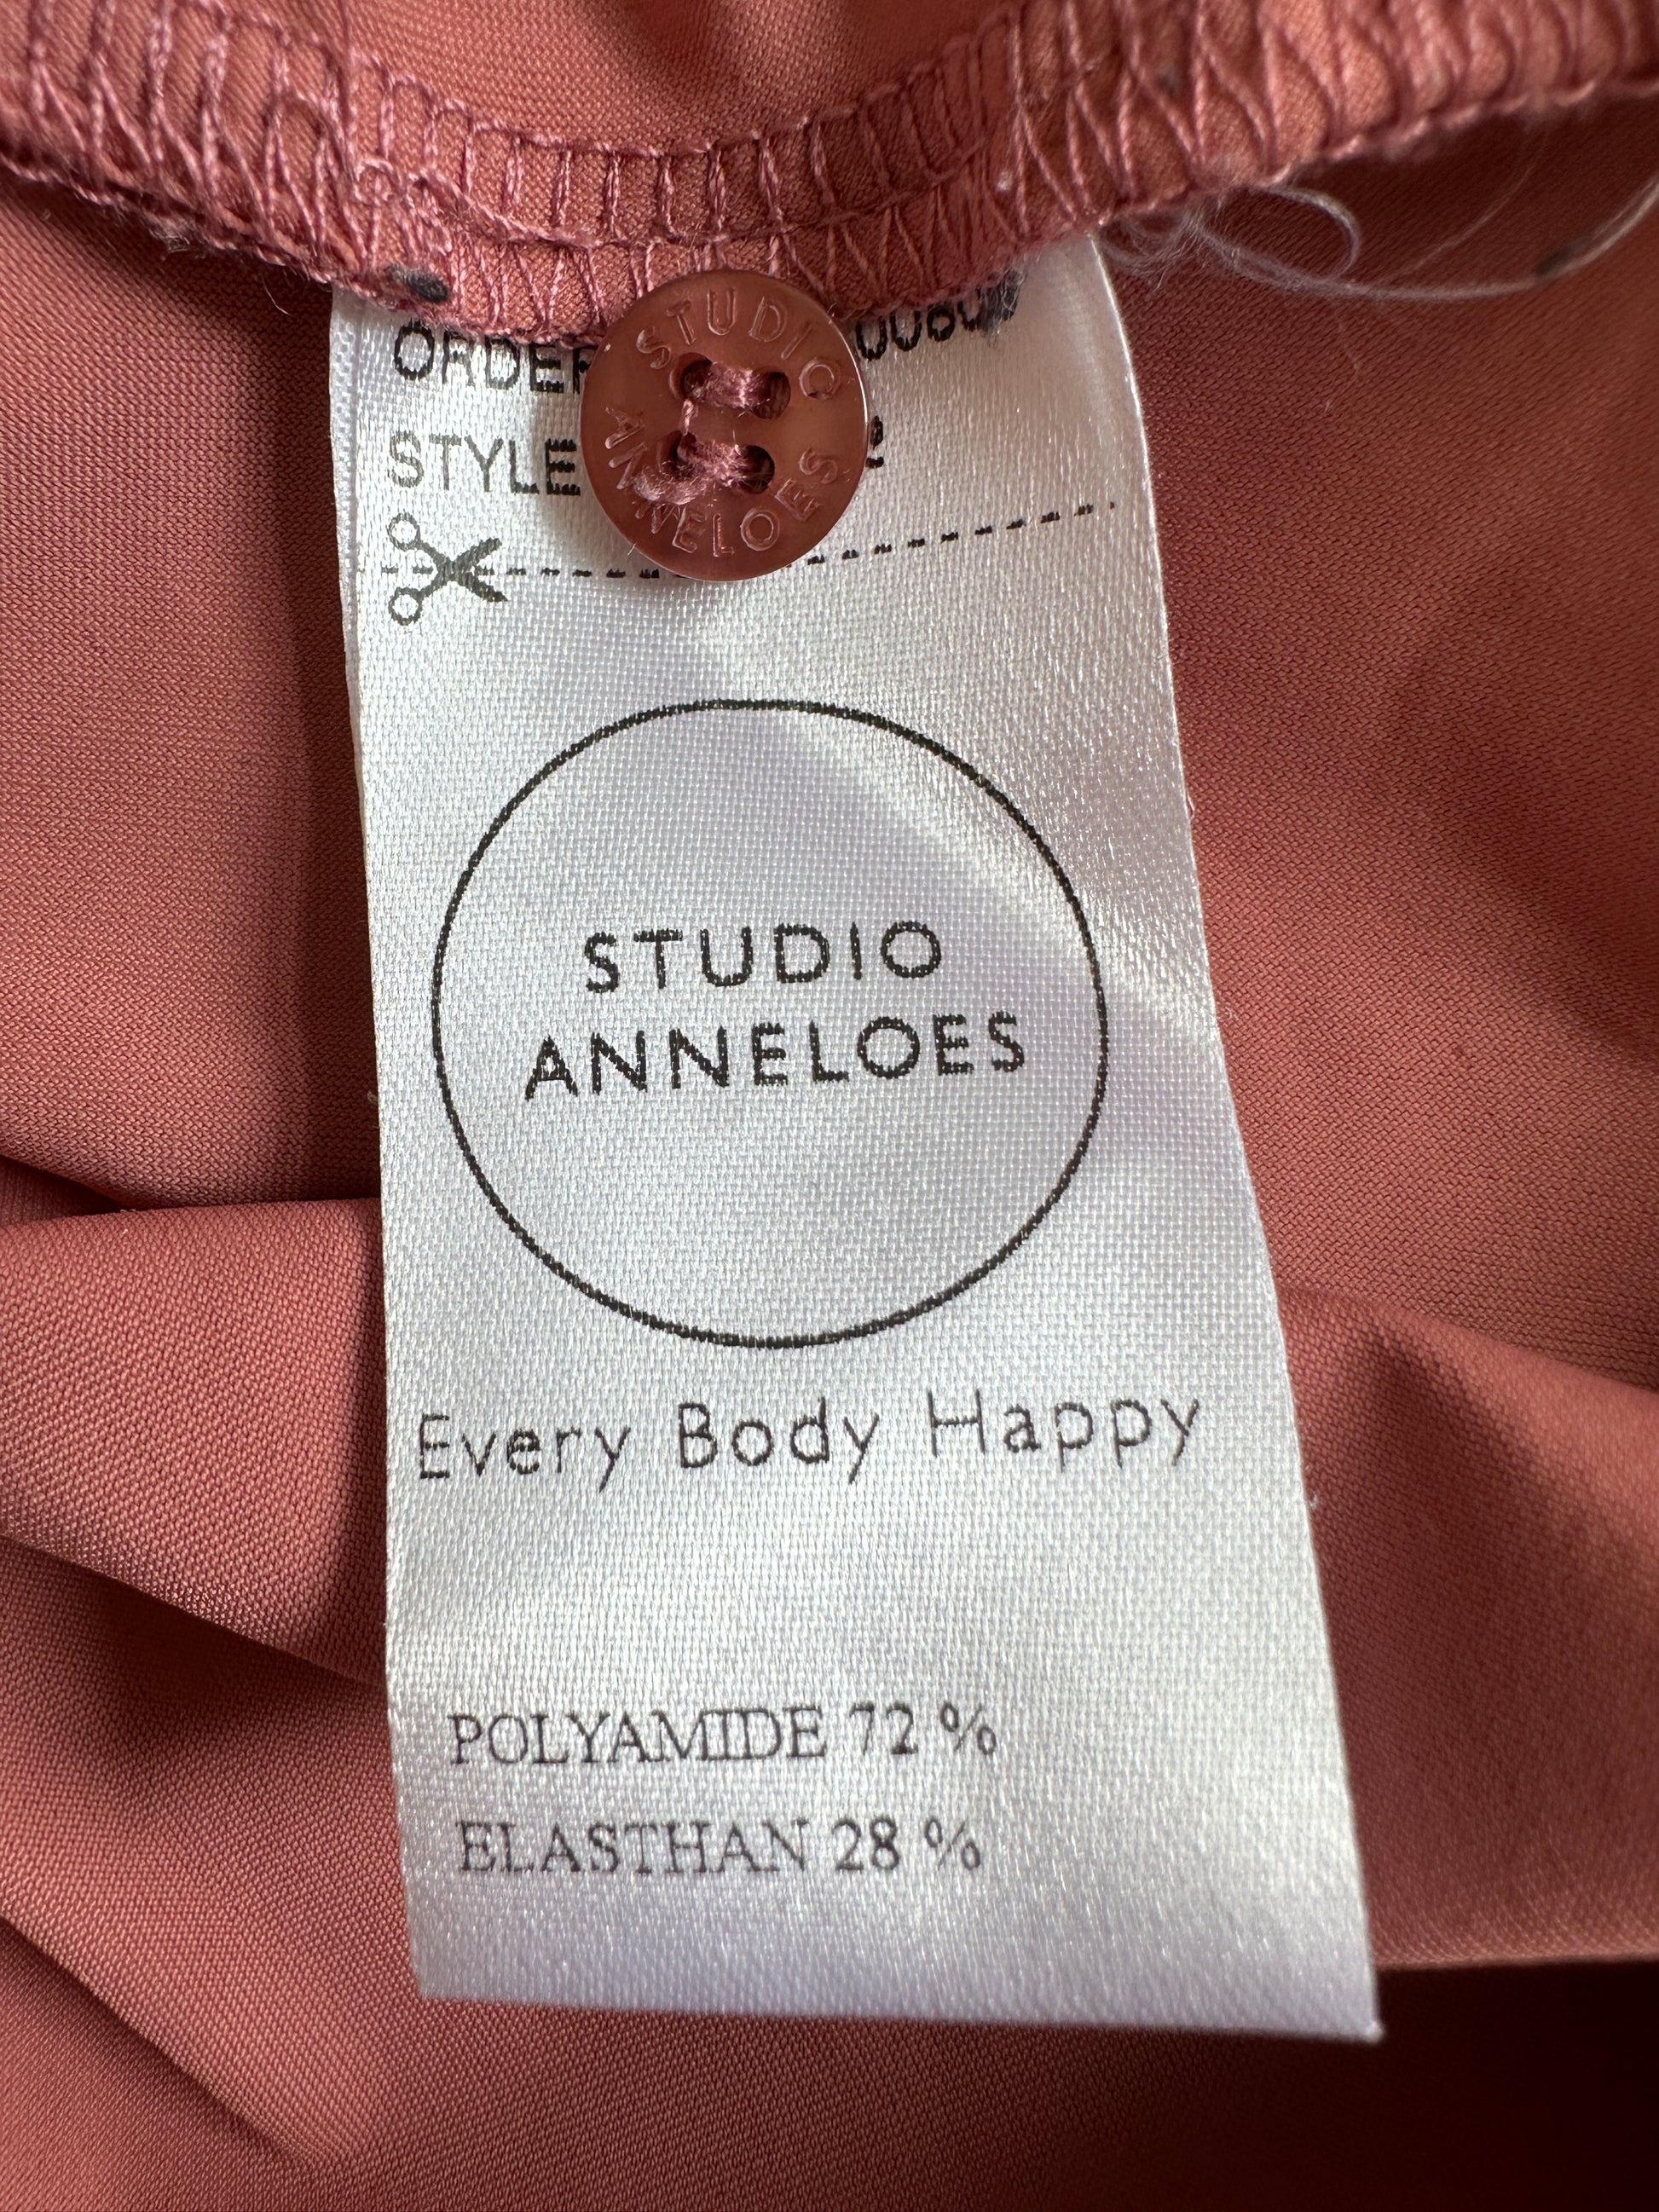 ORDER
STYLE
STUDIO
ANNELOES
STUDIO
ANNELOES
Every Body Happy
POLYAMIDE 72 %
ELASTHAN 28 %